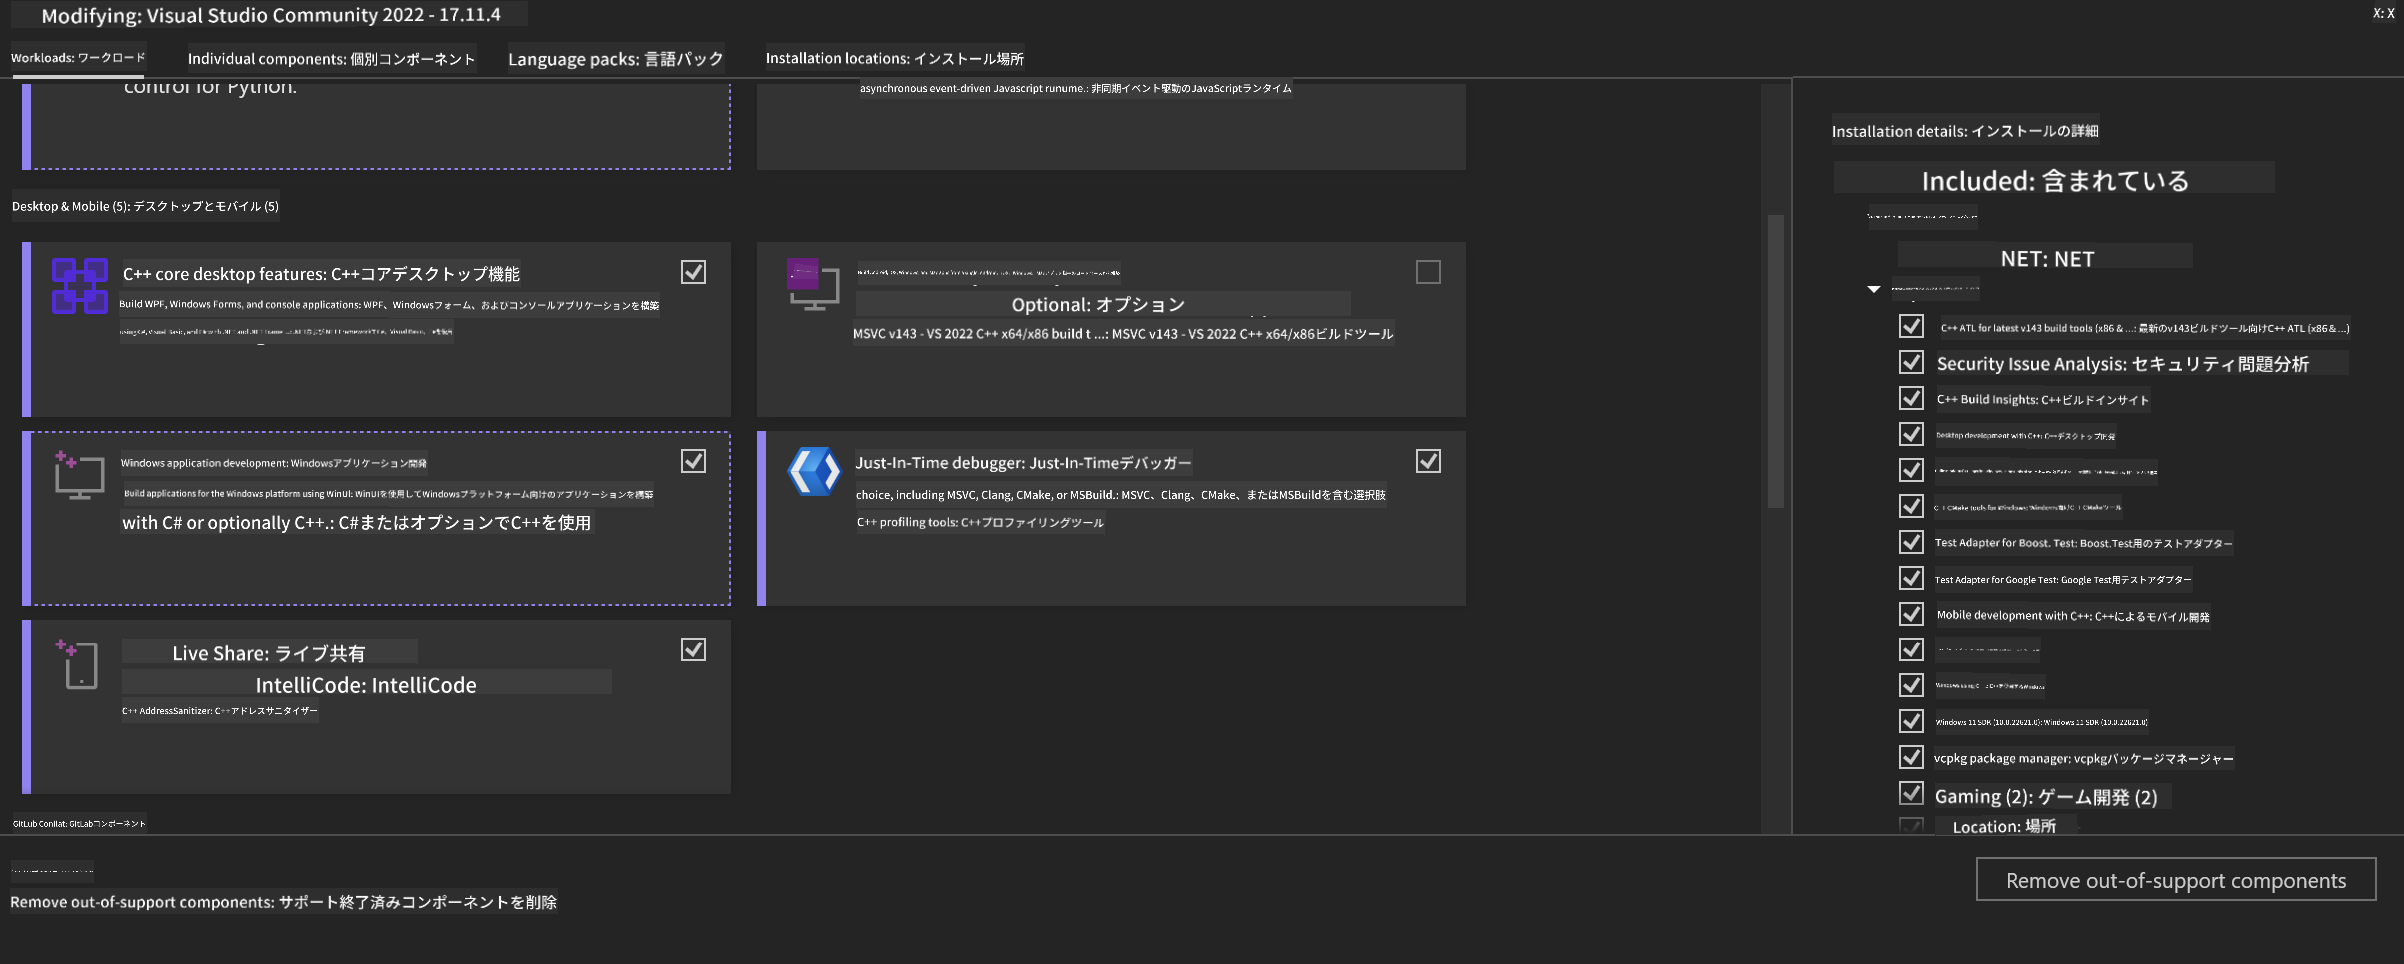 Modifying: Visual Studio Community 2022 - 17.11.4
X: X
Workloads: ワークロード
Individual components: 個別コンポーネント
Language packs: 言語パック
Installation locations: インストール場所
control for Python.
asynchronous event-driven Javascript runume.: 非同期イベント駆動のJavaScriptランタイム
Desktop & Mobile (5): デスクトップとモバイル (5)
C++ core desktop features: C++コアデスクトップ機能
Build WPF, Windows Forms, and console applications: WPF、Windowsフォーム、およびコンソールアプリケーションを構築
Optional: オプション
MSVC v143 - VS 2022 C++ x64/x86 build t ...: MSVC v143 - VS 2022 C++ x64/x86ビルドツール
Windows application development: Windowsアプリケーション開発
Build applications for the Windows platform using WinUI: WinUIを使用してWindowsプラットフォーム向けのアプリケーションを構築
with C# or optionally C++.: C#またはオプションでC++を使用
Just-In-Time debugger: Just-In-Timeデバッガー
choice, including MSVC, Clang, CMake, or MSBuild.: MSVC、Clang、CMake、またはMSBuildを含む選択肢
C++ profiling tools: C++プロファイリングツール
Live Share: ライブ共有
IntelliCode: IntelliCode
C++ AddressSanitizer: C++アドレスサニタイザー
GitLub Conilat: GitLabコンポーネント
Remove out-of-support components: サポート終了済みコンポーネントを削除
Installation details: インストールの詳細
Included: 含まれている
NET: NET
C++ ATL for latest v143 build tools (x86 & ...: 最新のv143ビルドツール向けC++ ATL (x86 & ...)
Security Issue Analysis: セキュリティ問題分析
C++ Build Insights: C++ビルドインサイト
Desktop development with C++: C++デスクトップ開発
C++ CMake tools for Windows: Windows向けC++ CMakeツール
Test Adapter for Boost. Test: Boost.Test用のテストアダプター
Test Adapter for Google Test: Google Test用テストアダプター
Mobile development with C++: C++によるモバイル開発
Windows 11 SDK (10.0.22621.0): Windows 11 SDK (10.0.22621.0)
vcpkg package manager: vcpkgパッケージマネージャー
Gaming (2): ゲーム開発 (2)
Location: 場所
Remove out-of-support components